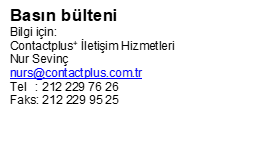 Basın bülteni
Bilgi için:
Contactplus⁺ İletişim Hizmetleri
Nur Sevinç
nurs@contactplus.com.tr
Tel  : 212 229 76 26
Faks: 212 229 95 25